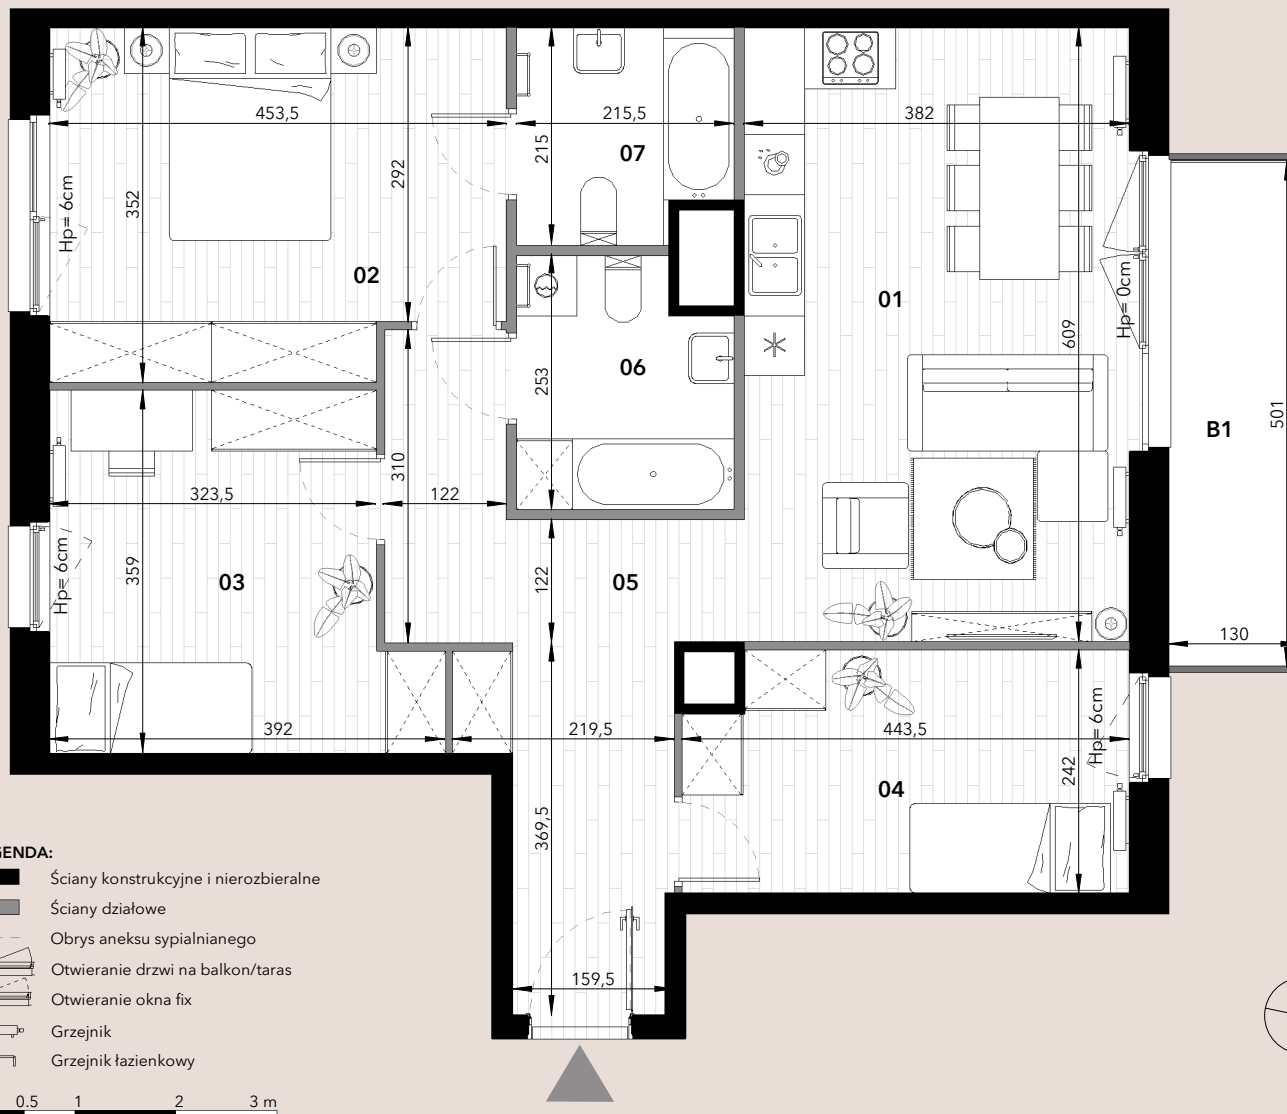 453,5
215,5
382
07
215
292
352
Hp= 6cm
02
01
Hp= 0cm
609
06
253
B1
501
310
323,5
122
359
Hp= 6cm
03
122
05
130
392
219,5
443,5
Hp= 6cm
242
04
369,5
159,5
GENDA:
Ściany konstrukcyjne i nierozbieralne
Ściany działowe
Obrys aneksu sypialnianego
Otwieranie drzwi na balkon/taras
Otwieranie okna fix
Grzejnik
Grzejnik łazienkowy
0.5 1 2 3 m